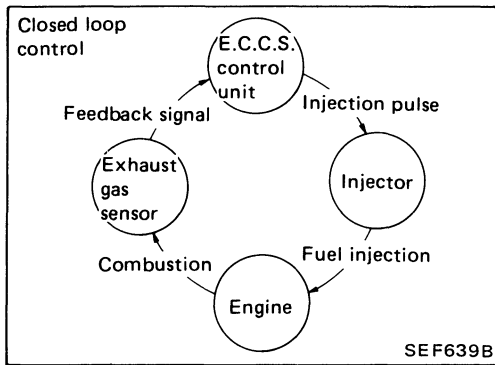 Closed loop
control
E.C.C.S.
control
unit
Feedback signal
Injection pulse
Exhaust
gas
sensor
Injector
Combustion
Fuel injection
Engine
SEF639B